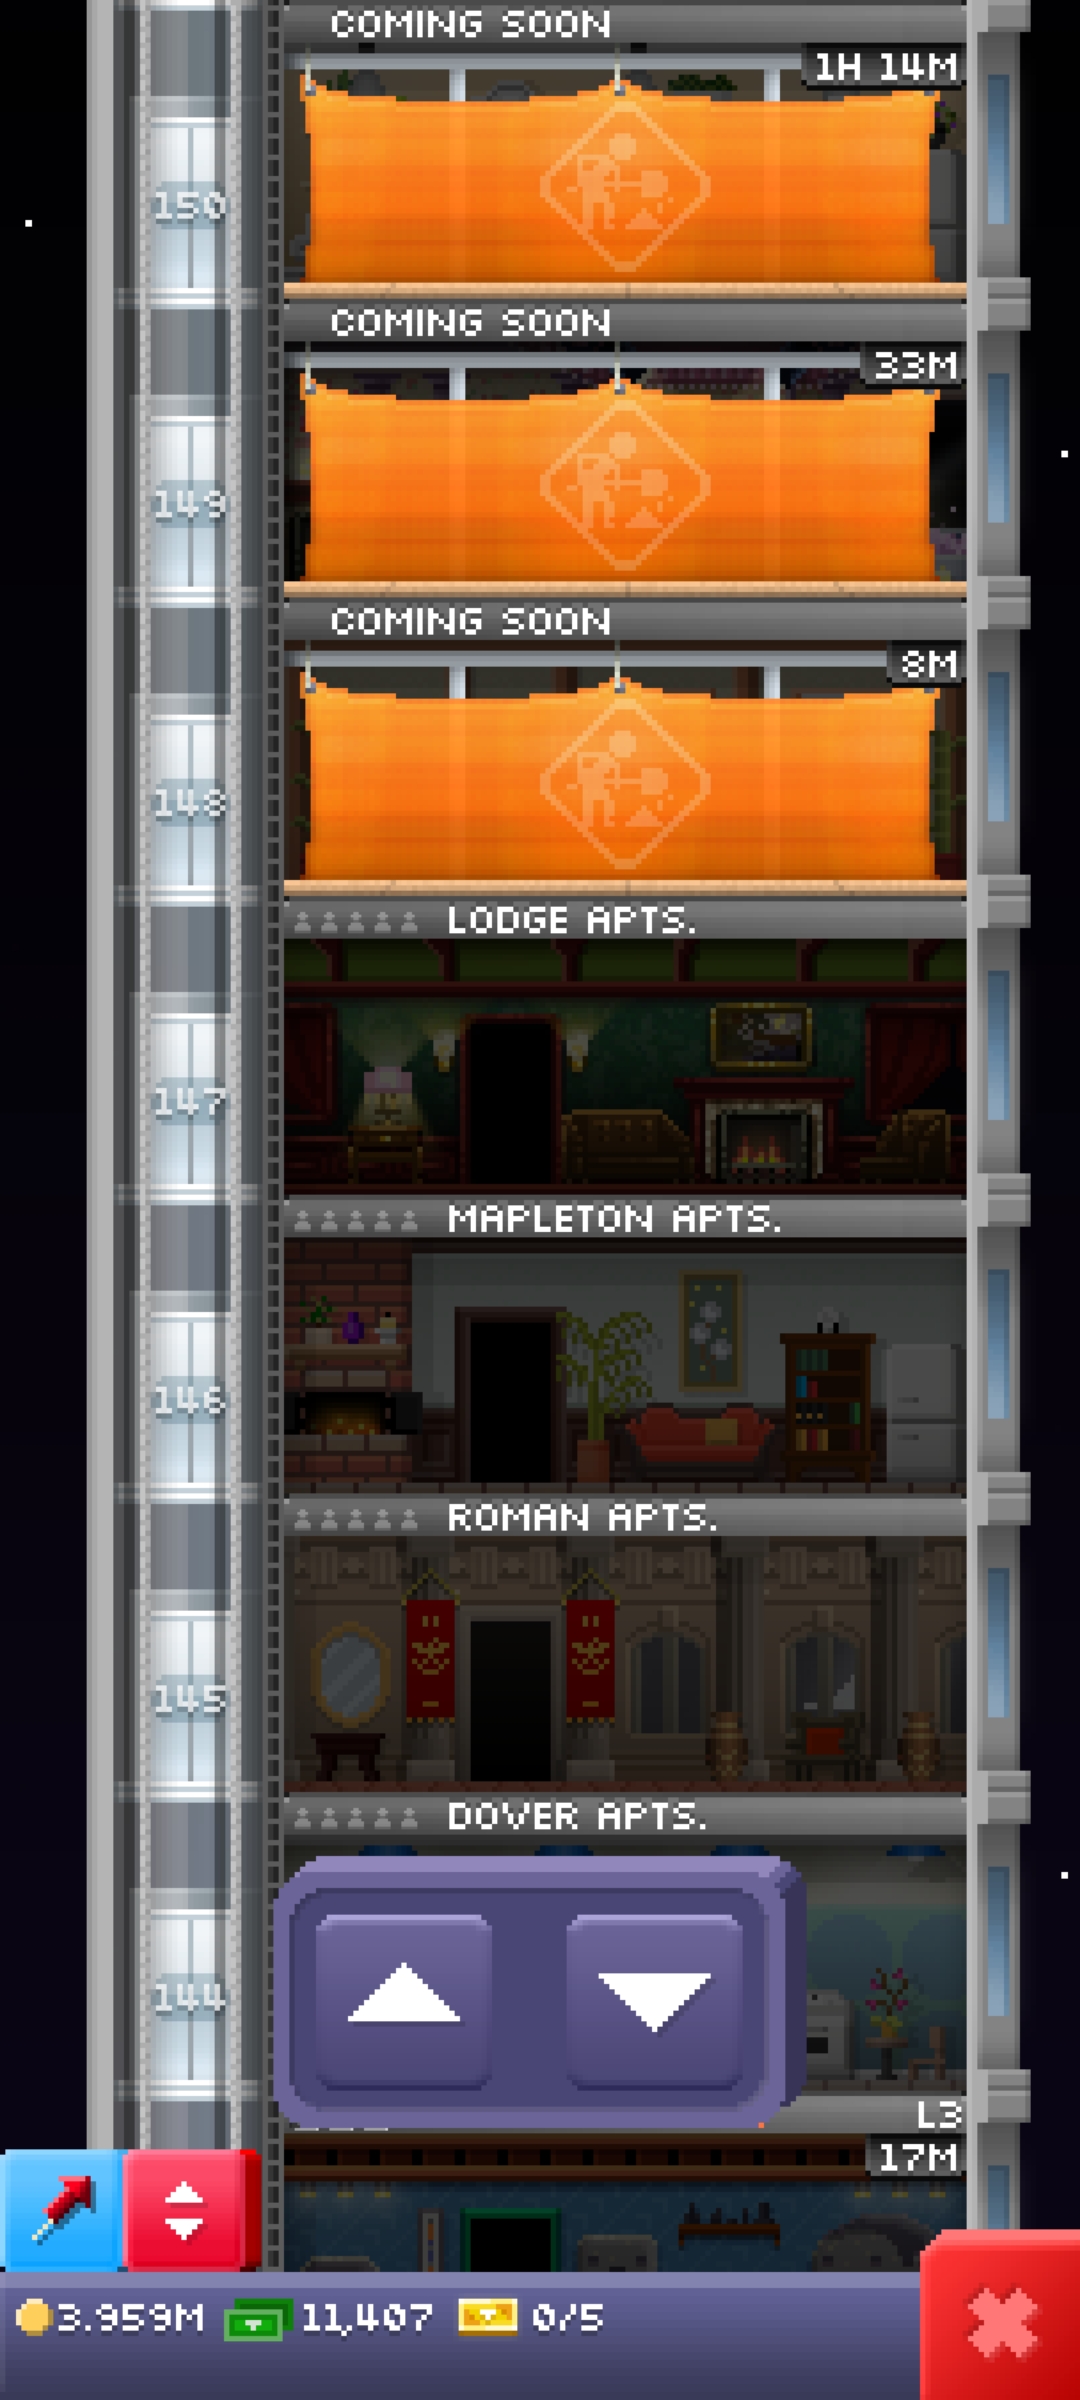 COMING SOON
1H 14M
150
COMING SOON
33M
149
COMING SOON
8M
148
LODGE APTS.
147
MAPLETON APTS.
146
ROMAN APTS.
145
DOVER APTS.
144
L3
17M
3.959M 11,407 0/5